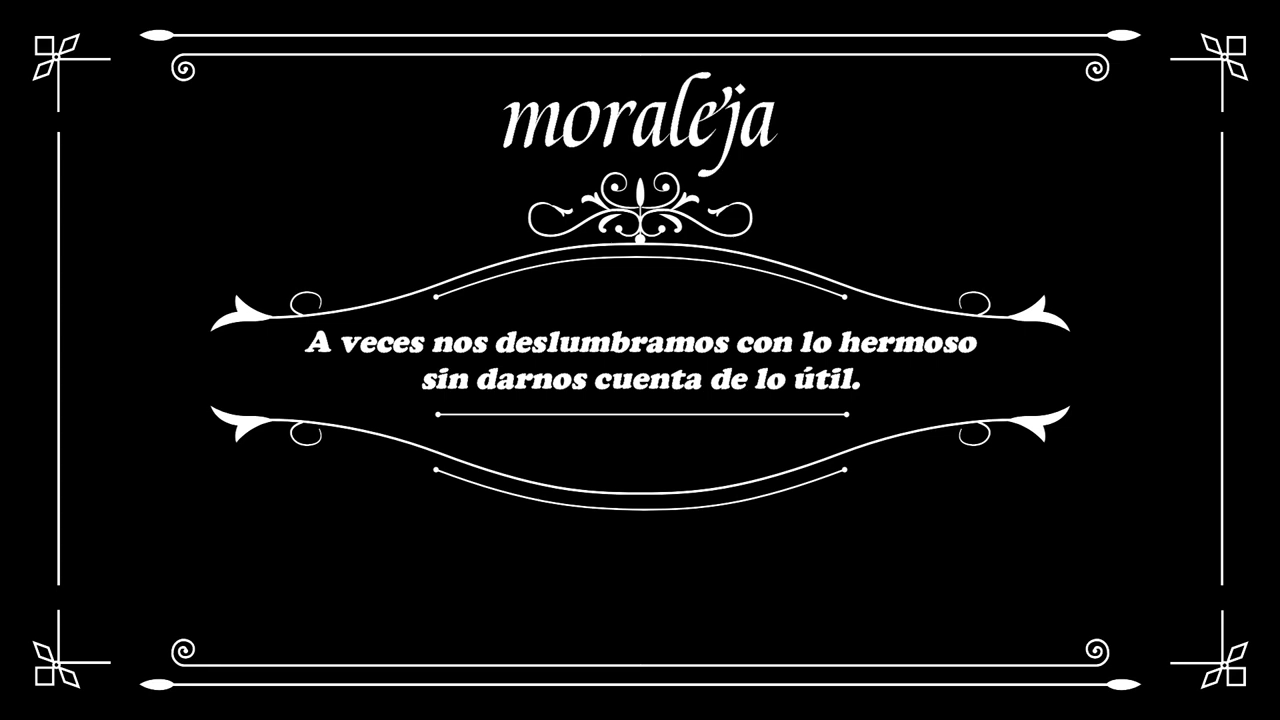 moraleja
A veces nos deslumbramos con lo hermoso
sin darnos cuenta de lo útil.